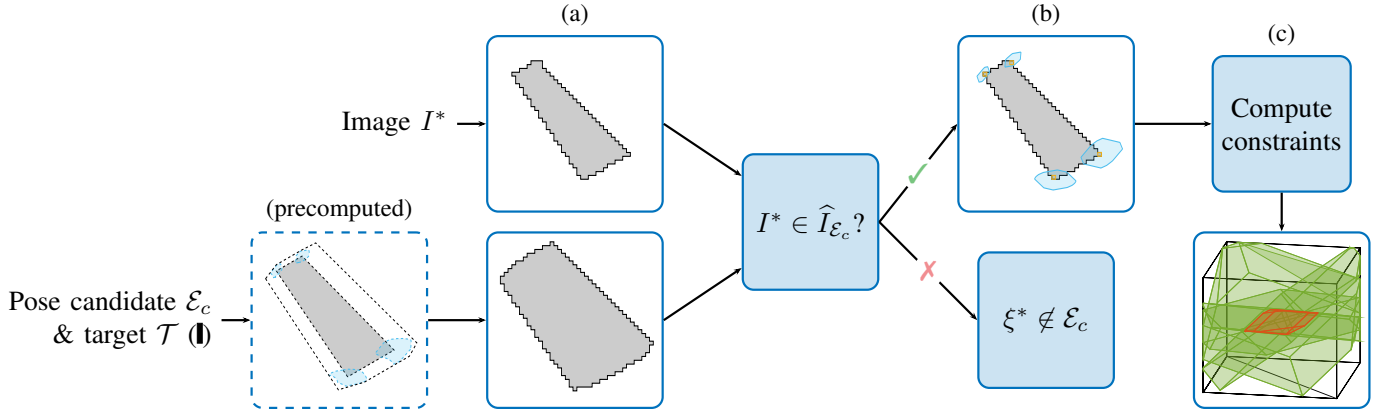 (a)
(b)
(c)
Image I*
Compute
constraints
(precomputed)
I* ∈ Î_{ℰ_c}?
✓
✗
Pose candidate ℰ_c
& target 𝒯 (▮)
ξ* ∉ ℰ_c